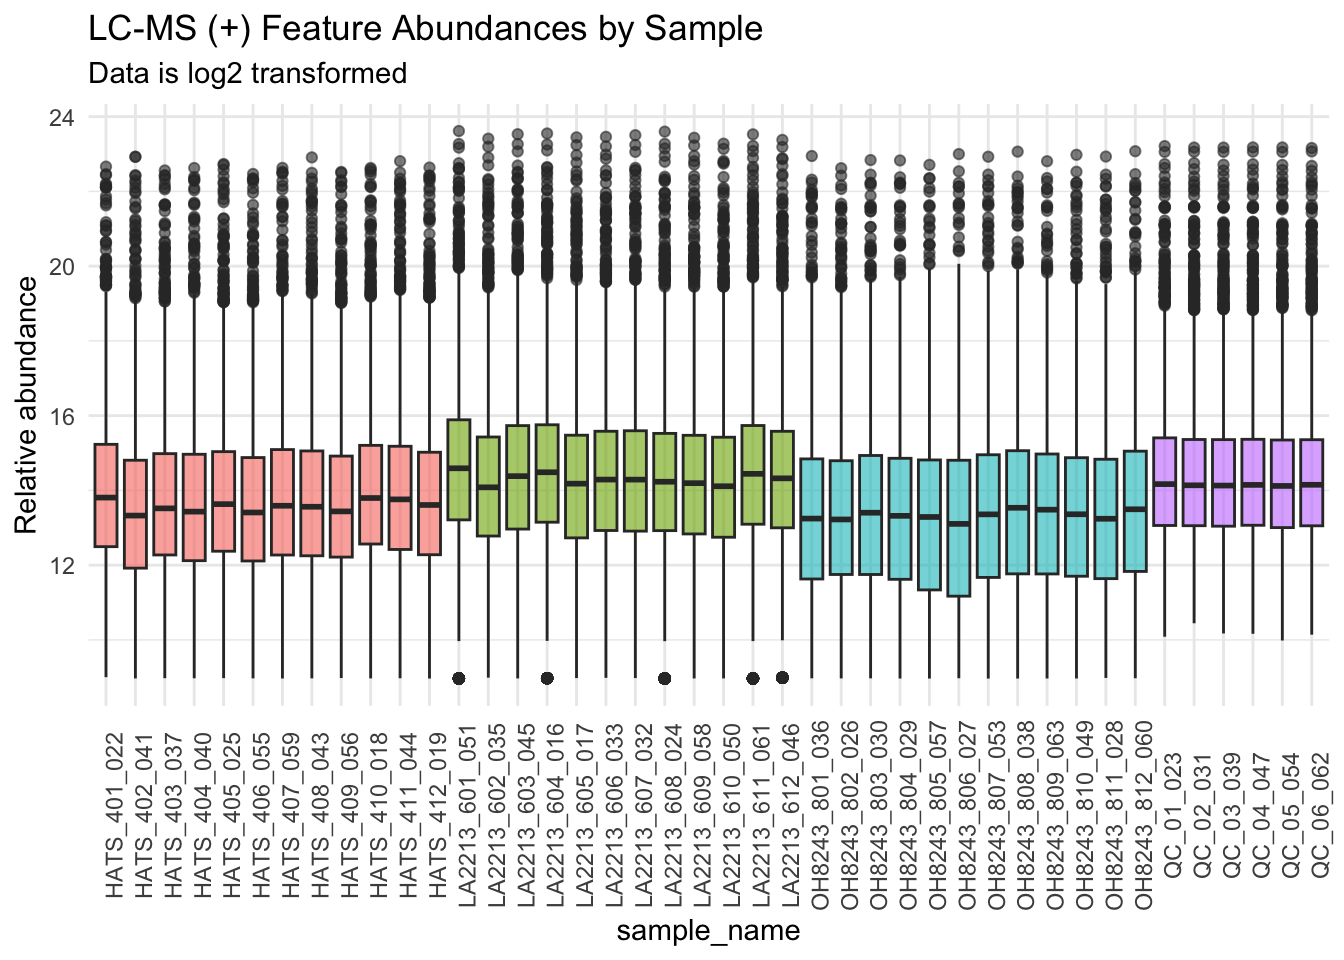 LC-MS (+) Feature Abundances by Sample
Data is log2 transformed
Relative abundance
24
20
16
12
HATS_401_022
HATS_402_041
HATS_403_037
HATS_404_040
HATS_405_025
HATS_406_055
HATS_407_059
HATS_408_043
HATS_409_056
HATS_410_018
HATS_411_044
HATS_412_019
LA2213_601_051
LA2213_602_035
LA2213_603_045
LA2213_604_016
LA2213_605_017
LA2213_606_033
LA2213_607_032
LA2213_608_024
LA2213_609_058
LA2213_610_050
LA2213_611_061
LA2213_612_046
OH8243_801_036
OH8243_802_026
OH8243_803_030
OH8243_804_029
OH8243_805_057
OH8243_806_027
OH8243_807_053
OH8243_808_038
OH8243_809_063
OH8243_810_049
OH8243_811_028
OH8243_812_060
QC_01_023
QC_02_031
QC_03_039
QC_04_047
QC_05_054
QC_06_062
sample_name